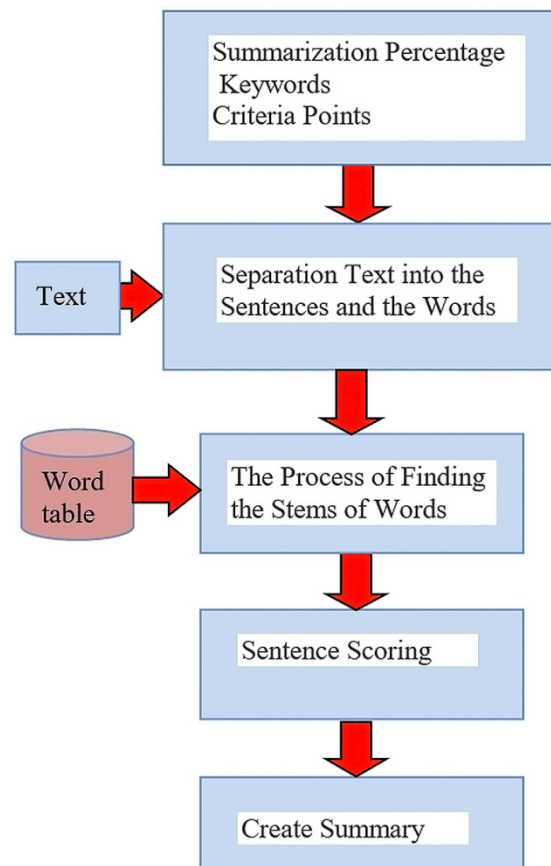 Summarization Percentage
Keywords
Criteria Points
Text
Separation Text into the
Sentences and the Words
Word
table
The Process of Finding
the Stems of Words
Sentence Scoring
Create Summary